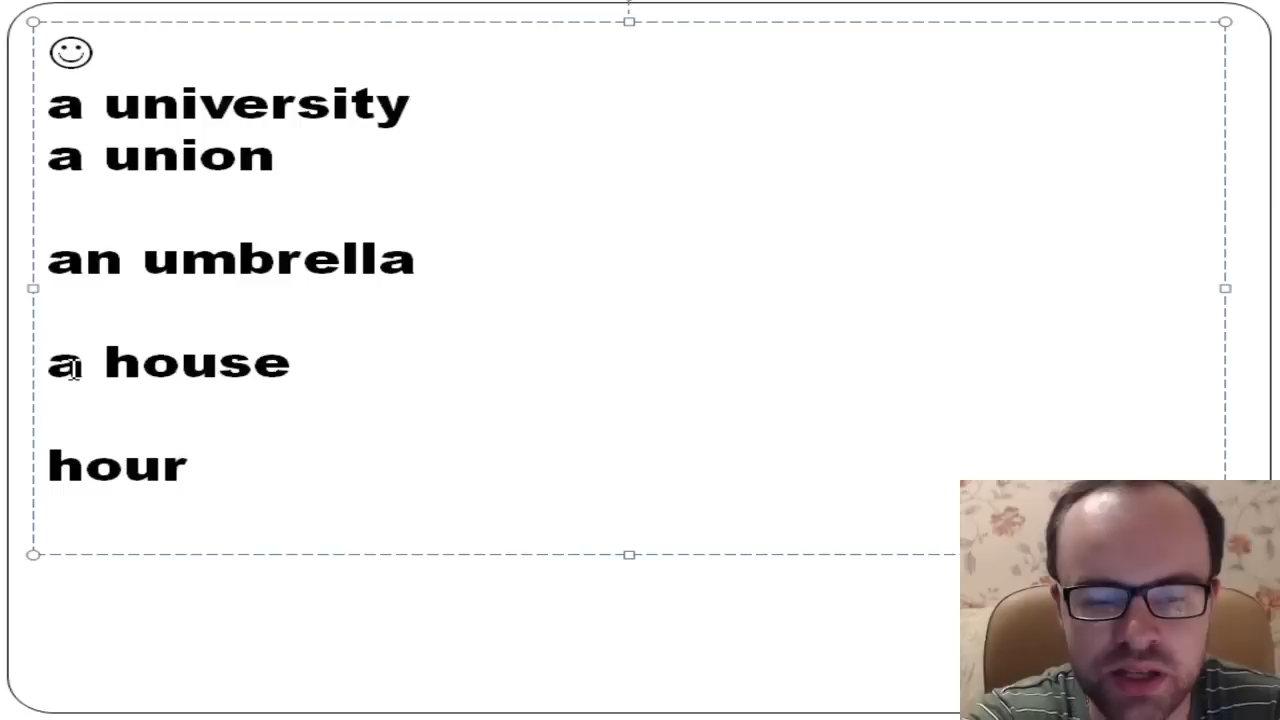 a university
a union
an umbrella
a house
hour